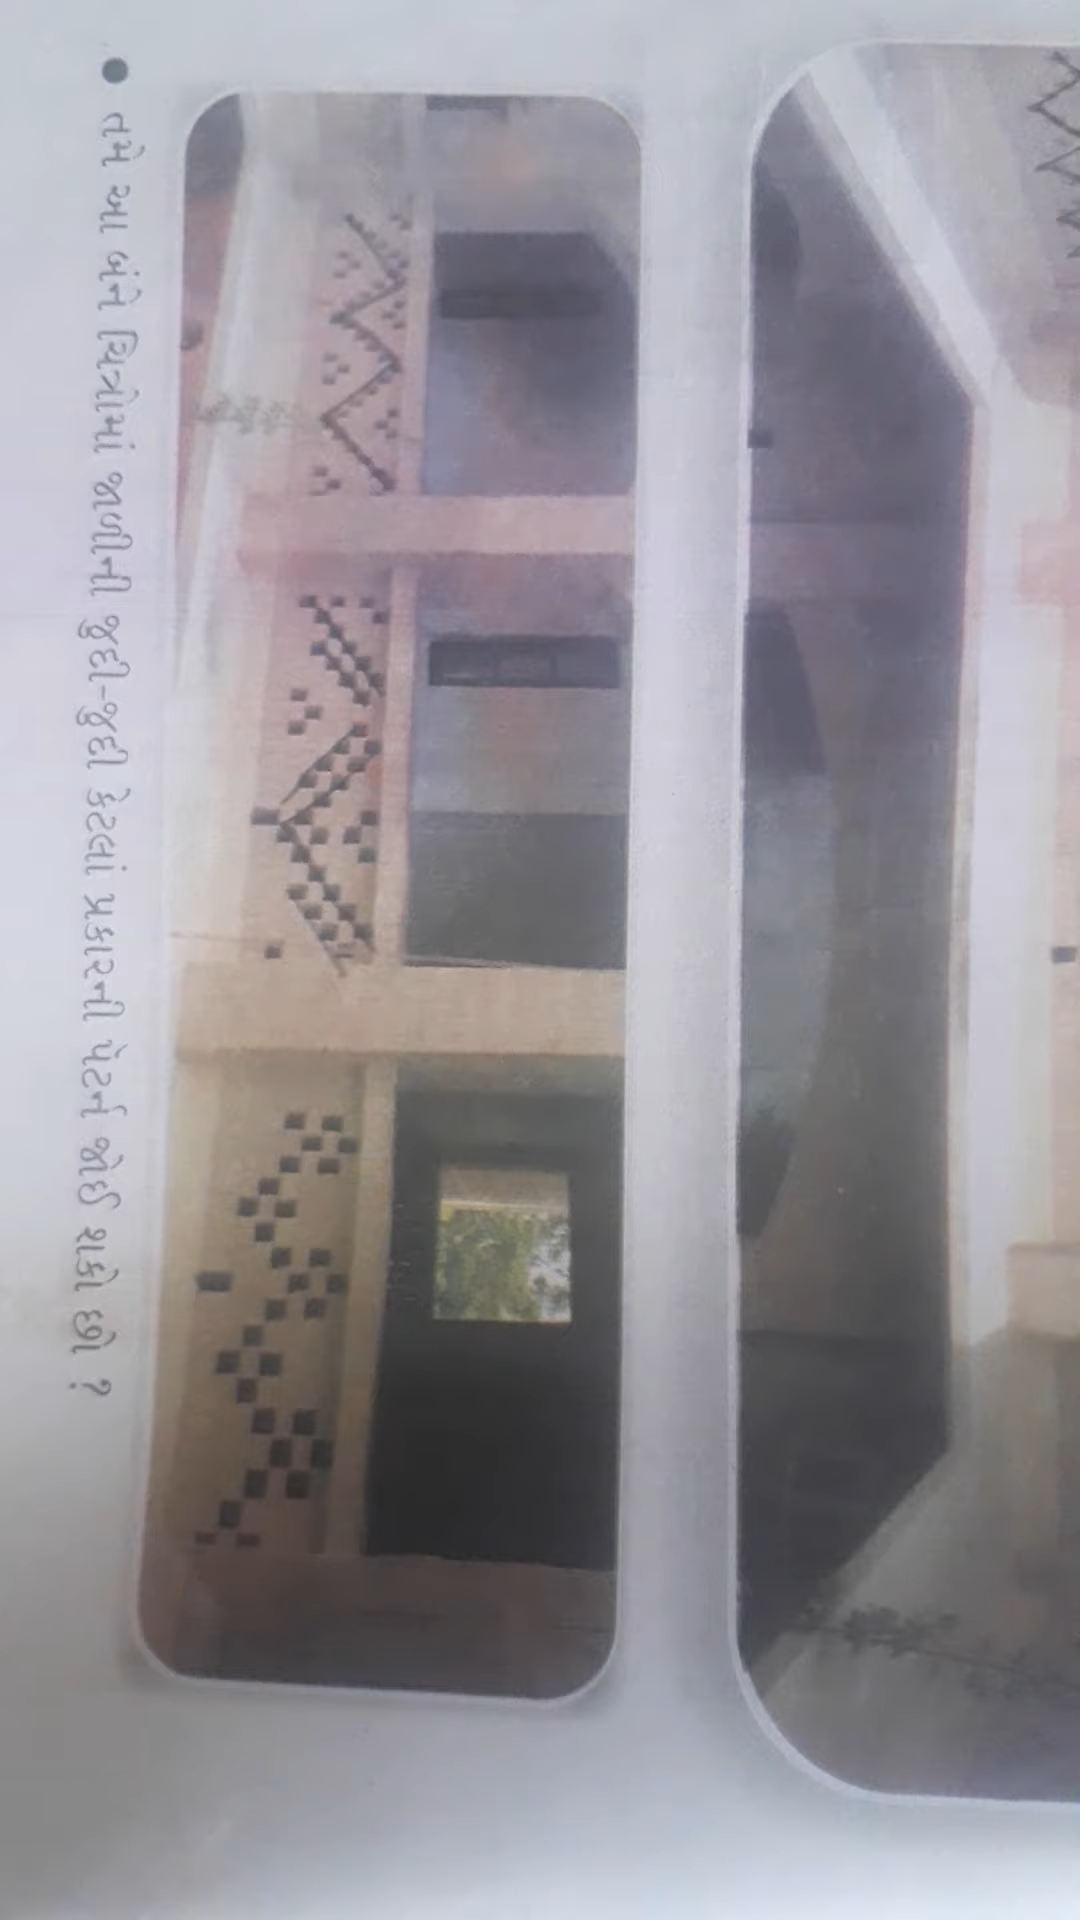 ● તમે આ બંને ચિત્રોમાં જાળીની જુદી-જુદી કેટલાં પ્રકારની પેટર્ન જોઈ શકો છો ?